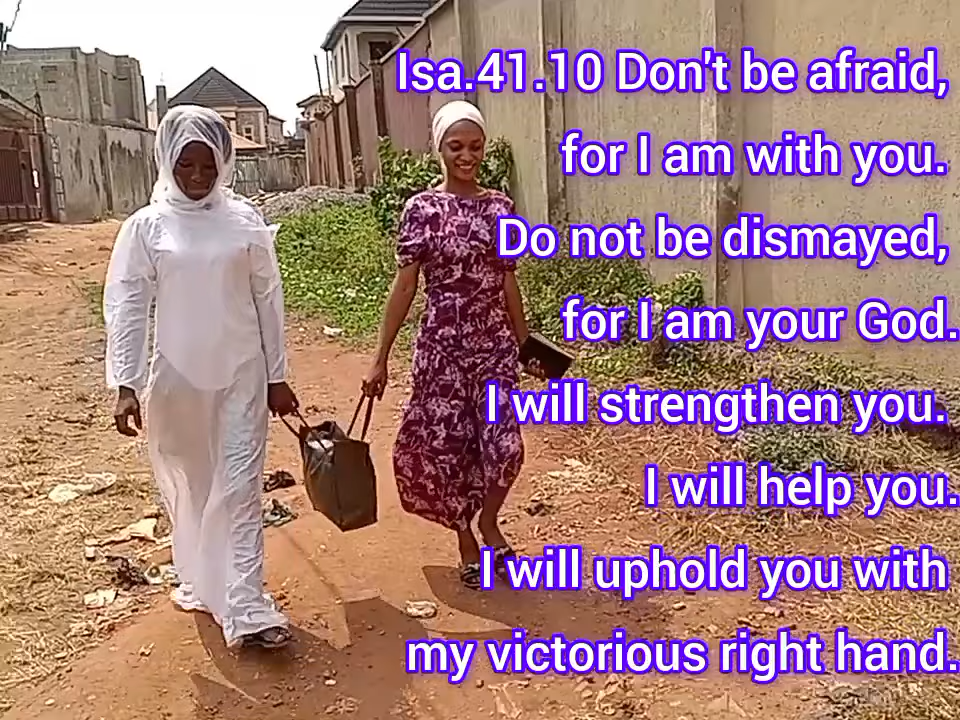 Isa.41.10 Don't be afraid,
for I am with you.
Do not be dismayed,
for I am your God.
I will strengthen you.
I will help you.
I will uphold you with
my victorious right hand.